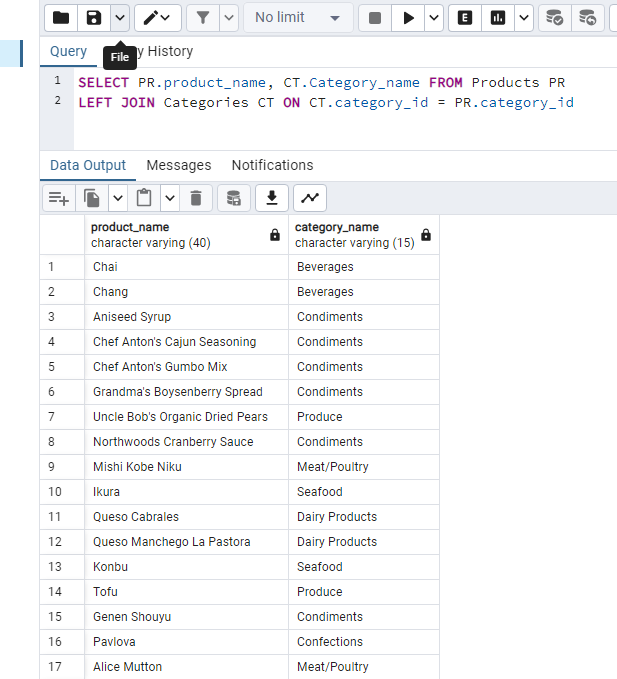 No limit
E
Query
y History
File
1 SELECT PR.product_name, CT.Category_name FROM Products PR
2 LEFT JOIN Categories CT ON CT.category_id = PR.category_id
Data Output Messages Notifications
product_name category_name
character varying (40) character varying (15)
1 Chai Beverages
2 Chang Beverages
3 Aniseed Syrup Condiments
4 Chef Anton's Cajun Seasoning Condiments
5 Chef Anton's Gumbo Mix Condiments
6 Grandma's Boysenberry Spread Condiments
7 Uncle Bob's Organic Dried Pears Produce
8 Northwoods Cranberry Sauce Condiments
9 Mishi Kobe Niku Meat/Poultry
10 Ikura Seafood
11 Queso Cabrales Dairy Products
12 Queso Manchego La Pastora Dairy Products
13 Konbu Seafood
14 Tofu Produce
15 Genen Shouyu Condiments
16 Pavlova Confections
17 Alice Mutton Meat/Poultry